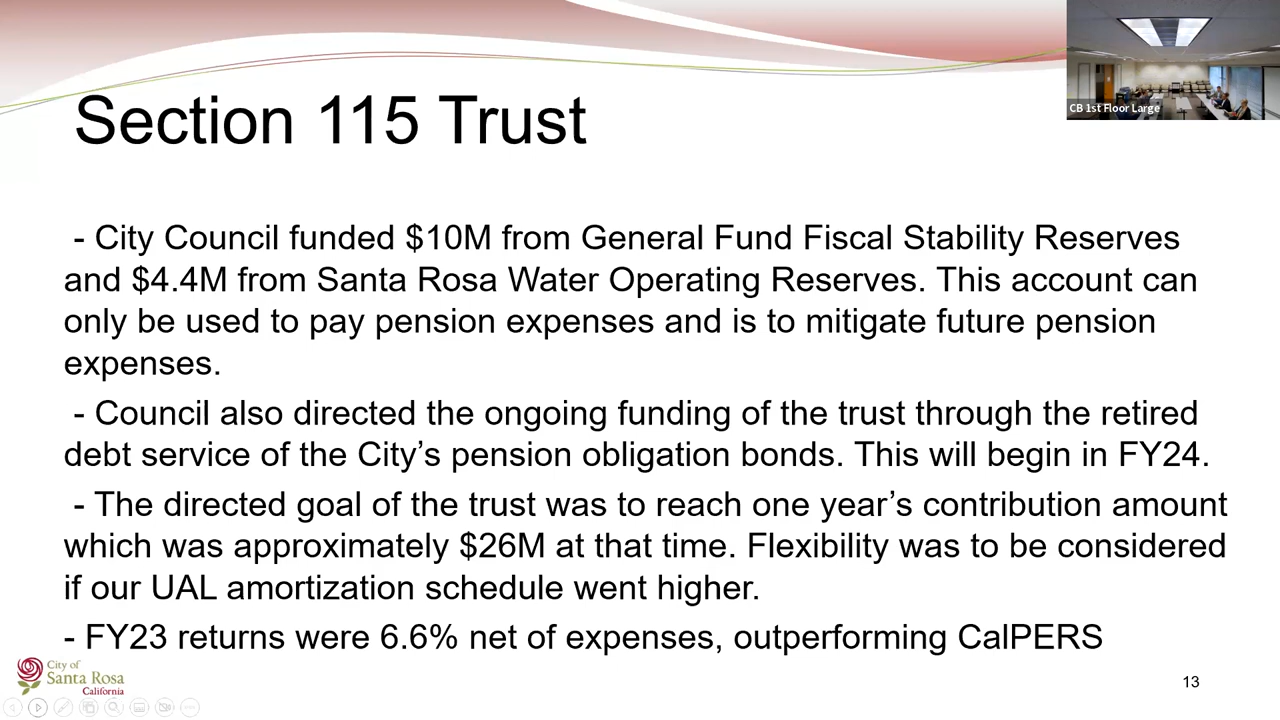 CB 1st Floor Large
Section 115 Trust
- City Council funded $10M from General Fund Fiscal Stability Reserves
and $4.4M from Santa Rosa Water Operating Reserves. This account can
only be used to pay pension expenses and is to mitigate future pension
expenses.
- Council also directed the ongoing funding of the trust through the retired
debt service of the City’s pension obligation bonds. This will begin in FY24.
- The directed goal of the trust was to reach one year’s contribution amount
which was approximately $26M at that time. Flexibility was to be considered
if our UAL amortization schedule went higher.
- FY23 returns were 6.6% net of expenses, outperforming CalPERS
City of
Santa Rosa
California
13